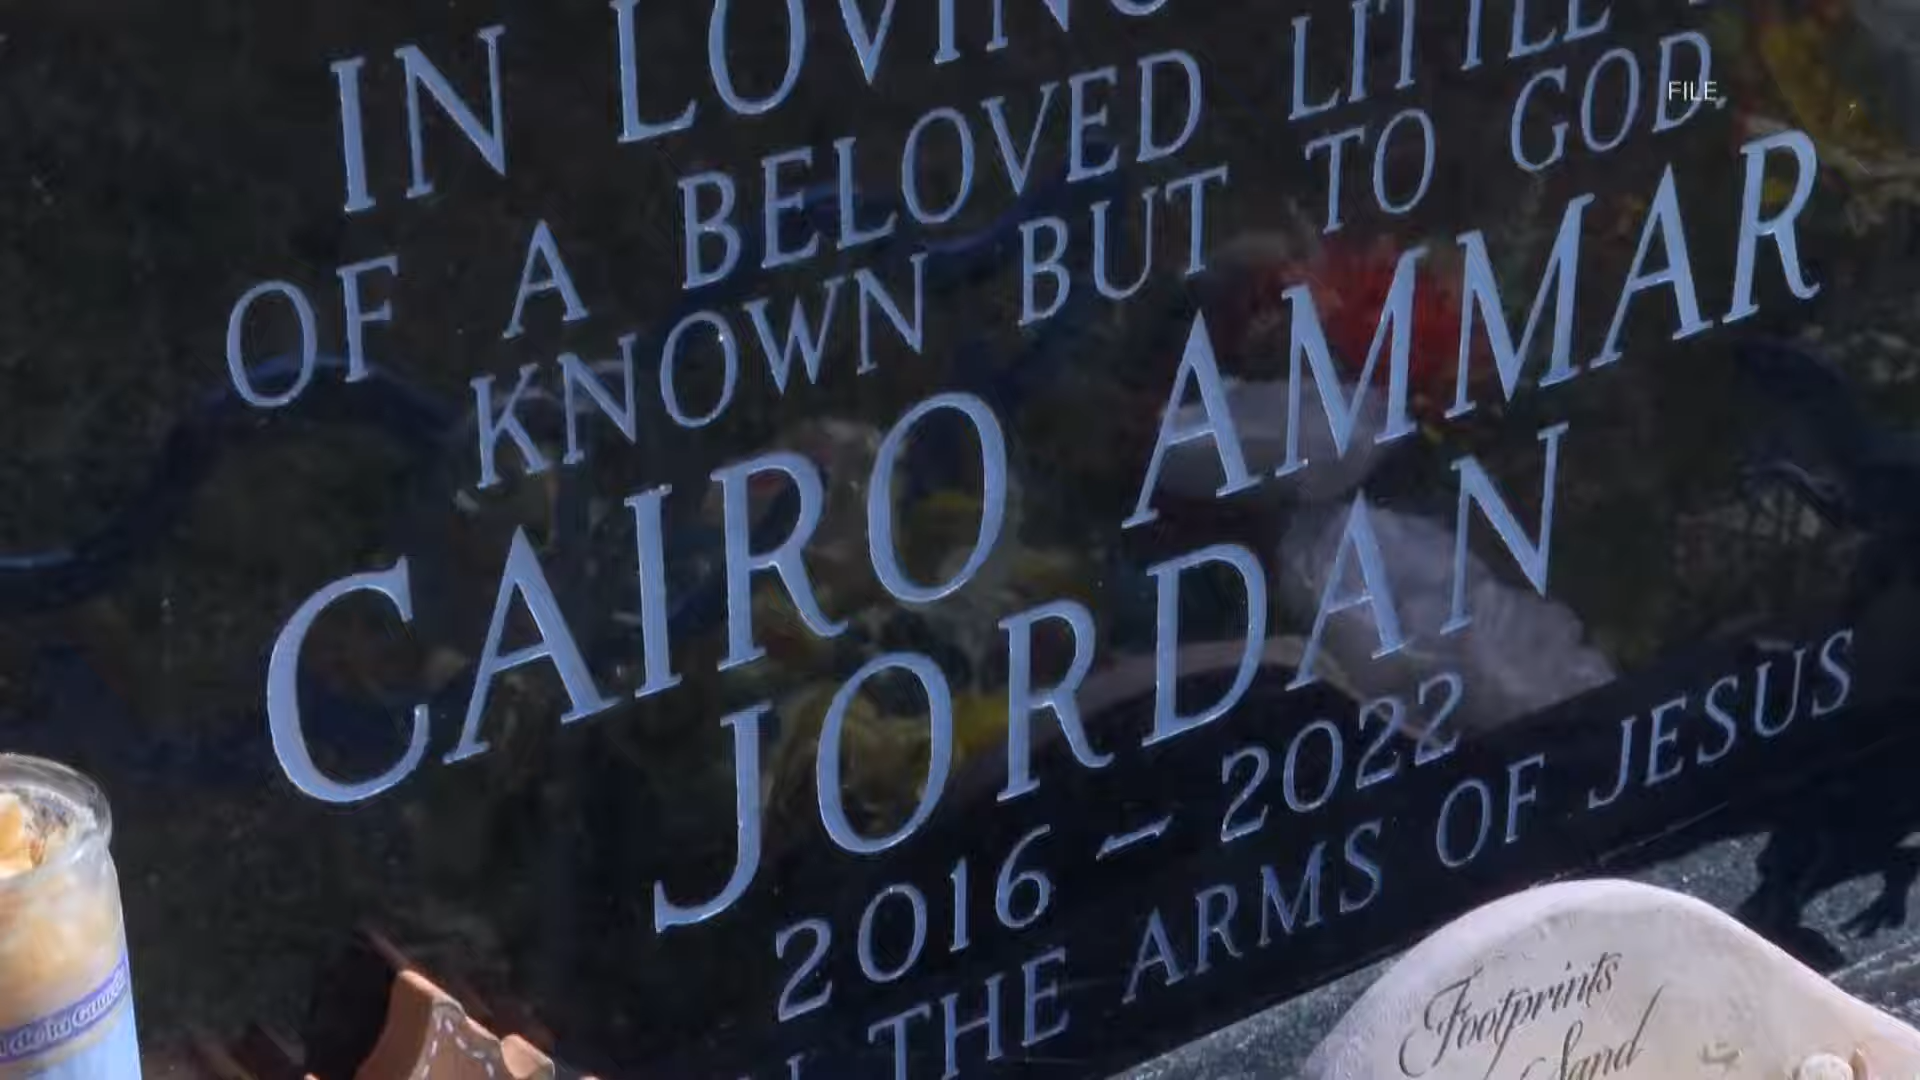 IN LOVING
OF A BELOVED LITTLE
KNOWN BUT TO GOD
FILE
CAIRO AMMAR
JORDAN
2016 – 2022
THE ARMS OF JESUS
Footprints
Sand